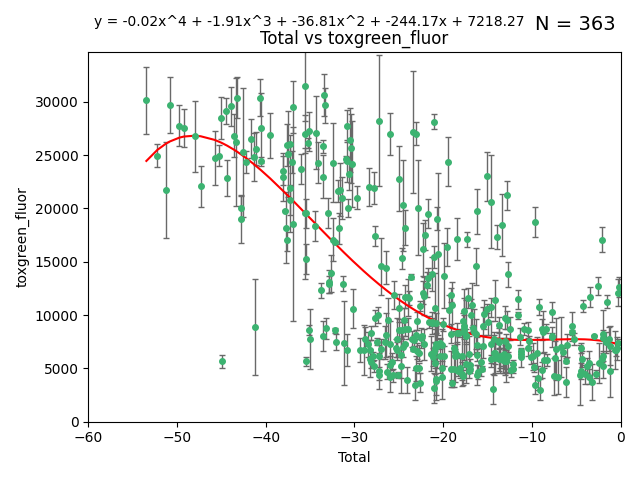 y = -0.02x^4 + -1.91x^3 + -36.81x^2 + -244.17x + 7218.27 N = 363
Total vs toxgreen_fluor
30000
25000
20000
15000
10000
5000
0
toxgreen_fluor
−60 −50 −40 −30 −20 −10 0
Total